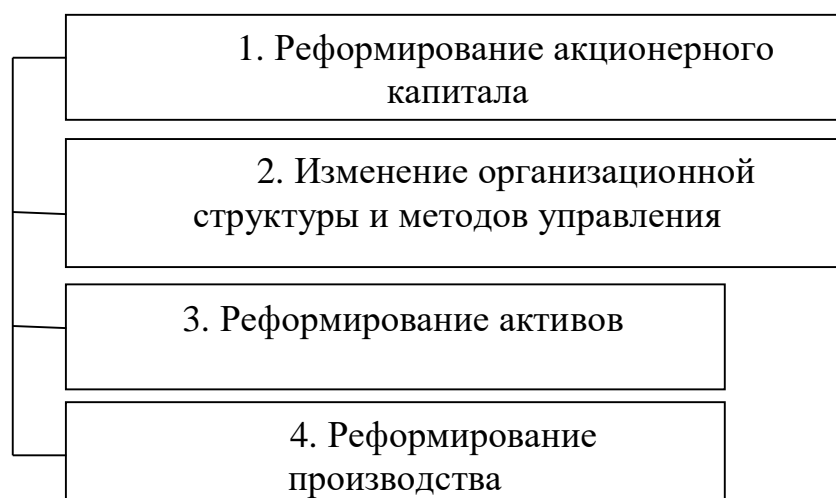 1. Реформирование акционерного
капитала
2. Изменение организационной
структуры и методов управления
3. Реформирование активов
4. Реформирование
производства